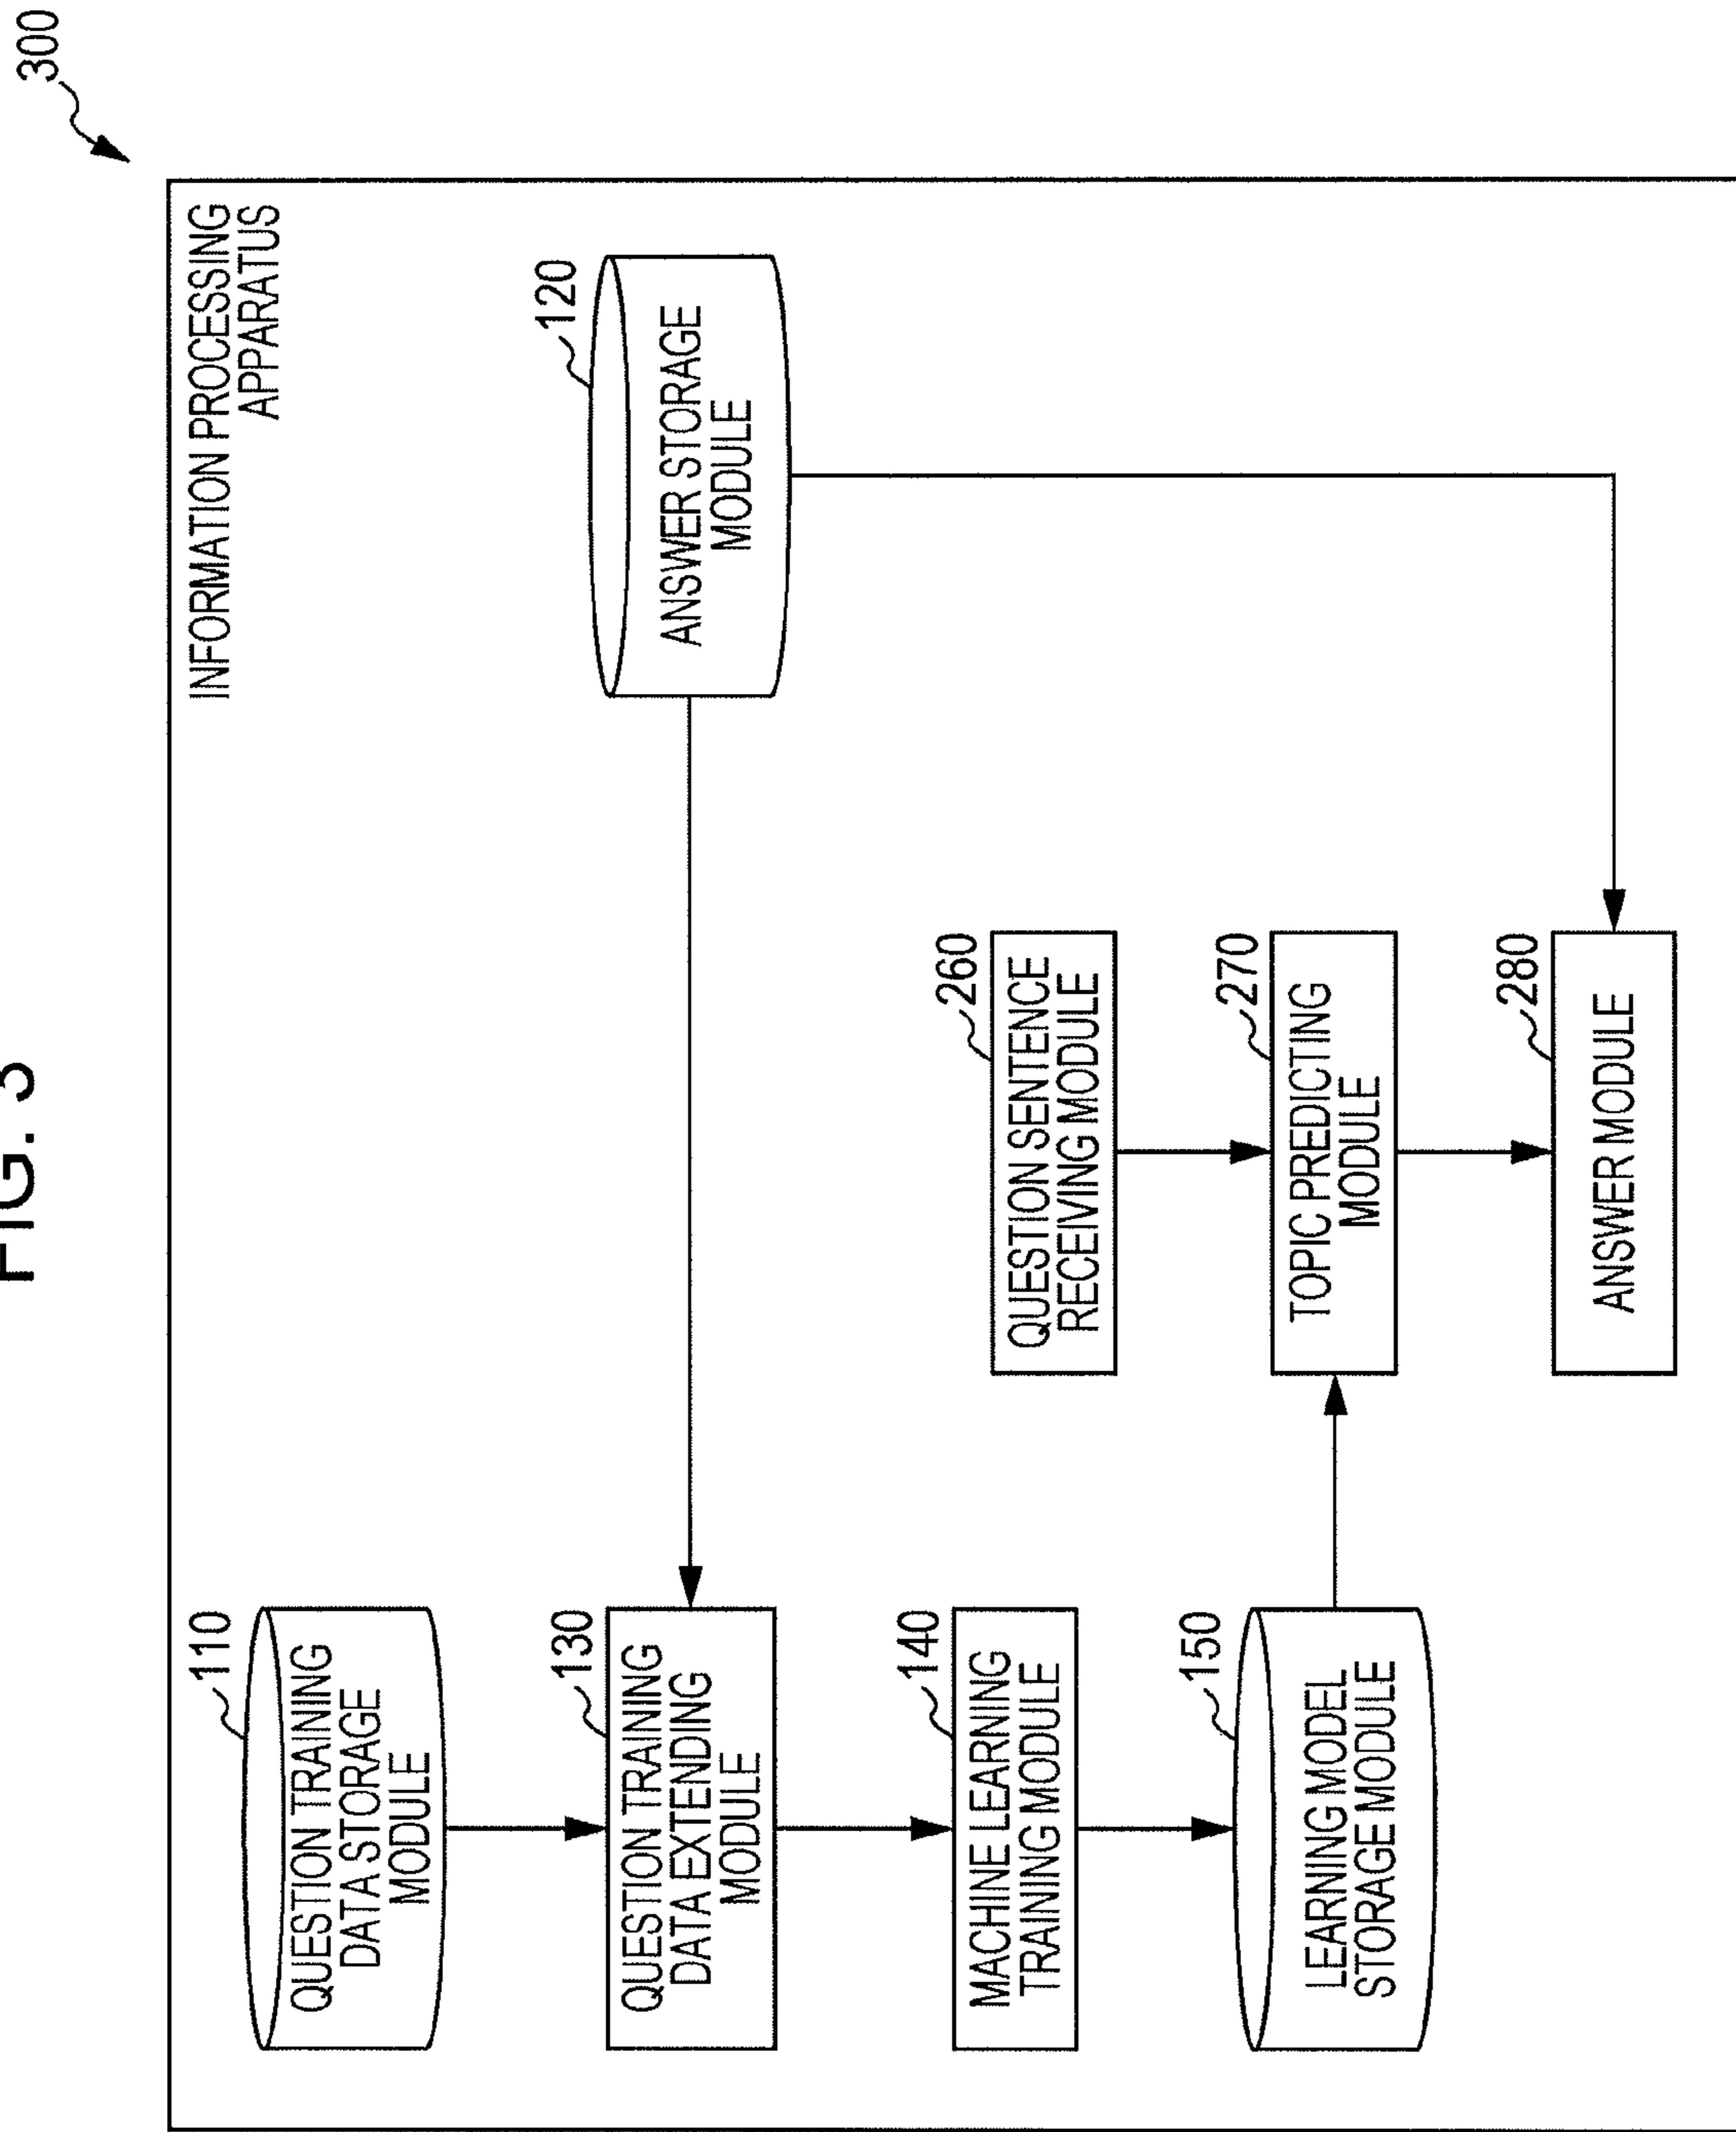 FIG. 3
300
INFORMATION PROCESSING
APPARATUS
110
QUESTION TRAINING
DATA STORAGE
MODULE
120
ANSWER STORAGE
MODULE
130
QUESTION TRAINING
DATA EXTENDING
MODULE
140
MACHINE LEARNING
TRAINING MODULE
260
QUESTION SENTENCE
RECEIVING MODULE
150
LEARNING MODEL
STORAGE MODULE
270
TOPIC PREDICTING
MODULE
280
ANSWER MODULE